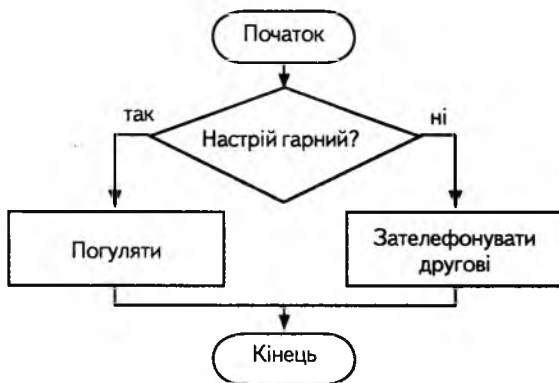 Початок
так
Настрій гарний?
ні
Погуляти
Зателефонувати
другові
Кінець